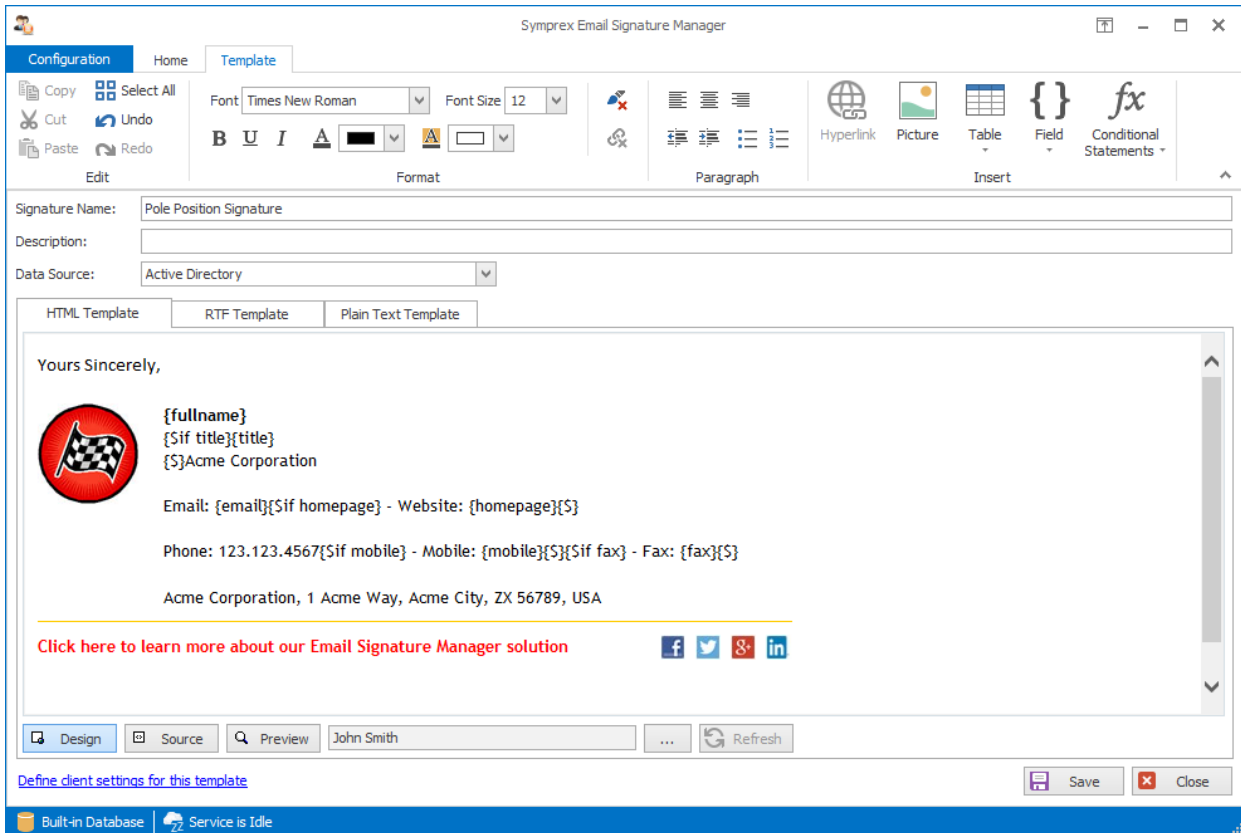 Symprex Email Signature Manager
Configuration Home Template
Copy Select All
Cut Undo
Paste Redo
Edit
Font Times New Roman Font Size 12
B U I A A
Format
Paragraph
Hyperlink Picture Table Field Conditional Statements
{ } fx
Insert
Signature Name: Pole Position Signature
Description:
Data Source: Active Directory
HTML Template RTF Template Plain Text Template
Yours Sincerely,
{fullname}
{$if title}{title}
{$}Acme Corporation
Email: {email}{$if homepage} - Website: {homepage}{$}
Phone: 123.123.4567{$if mobile} - Mobile: {mobile}{$}{$if fax} - Fax: {fax}{$}
Acme Corporation, 1 Acme Way, Acme City, ZX 56789, USA
Click here to learn more about our Email Signature Manager solution f g+ in
Design Source Preview John Smith ... Refresh
Define client settings for this template
Save Close
Built-in Database Service is Idle